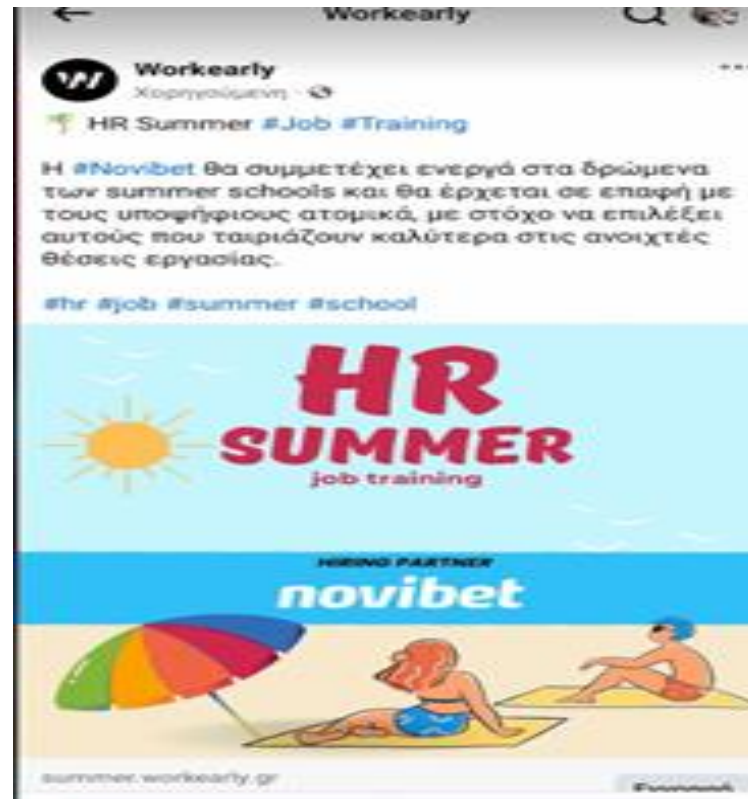 Workearly
Workearly
Χορηγούμενη
HR Summer #Job #Training
Η #Novibet θα συμμετέχει ενεργά στα δρώμενα
των summer schools και θα έρχεται σε επαφή με
τους υποψήφιους ατομικά, με στόχο να επιλέξει
αυτούς που ταιριάζουν καλύτερα στις ανοιχτές
θέσεις εργασίας.
#hr #job #summer #school
HR
SUMMER
job training
HIRING PARTNER
novibet
summer.workearly.gr